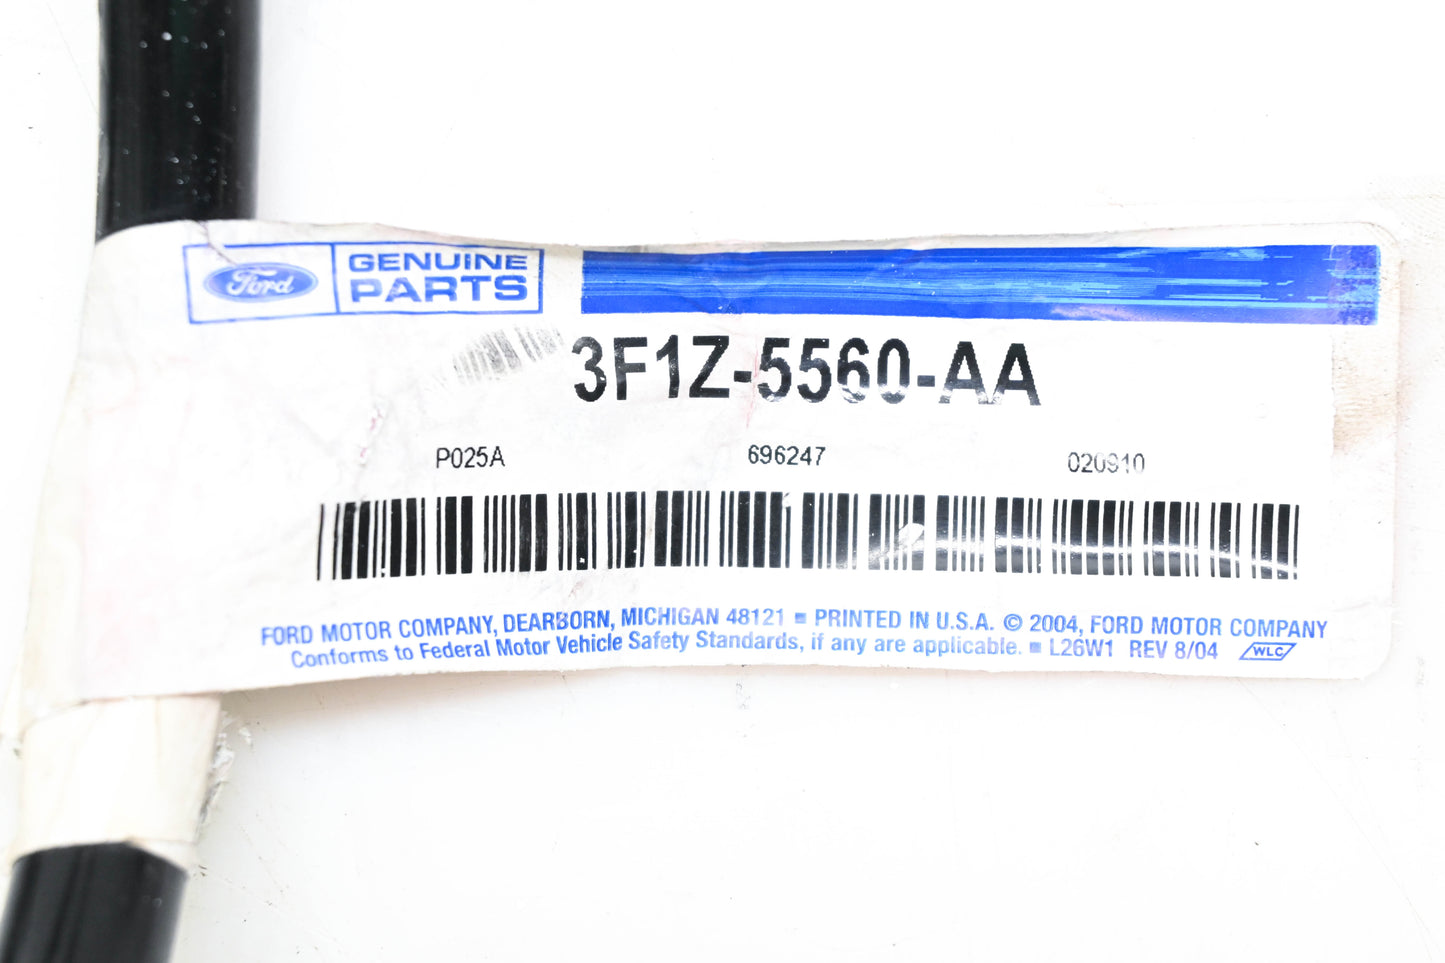 Ford
GENUINE
PARTS
3F1Z-5560-AA
P025A 696247 020910
FORD MOTOR COMPANY, DEARBORN, MICHIGAN 48121 ■ PRINTED IN U.S.A. © 2004, FORD MOTOR COMPANY
Conforms to Federal Motor Vehicle Safety Standards, if any are applicable. ■ L26W1 REV 8/04 WLC